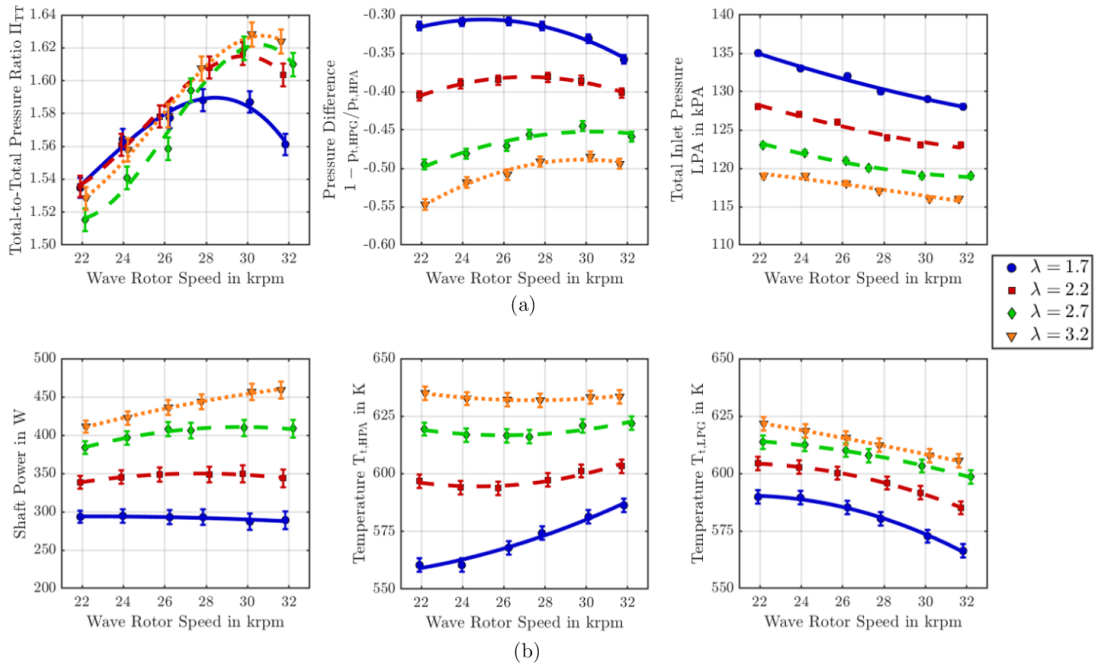 Total-to-Total Pressure Ratio Π_TT
1.64
1.62
1.60
1.58
1.56
1.54
1.52
1.50
22 24 26 28 30 32
Wave Rotor Speed in krpm
Pressure Difference
1 − p_t,HPG/p_t,HPA
-0.30
-0.35
-0.40
-0.45
-0.50
-0.55
-0.60
22 24 26 28 30 32
Wave Rotor Speed in krpm
Total Inlet Pressure
LPA in kPA
140
135
130
125
120
115
110
22 24 26 28 30 32
Wave Rotor Speed in krpm
(a)
λ = 1.7
λ = 2.2
λ = 2.7
λ = 3.2
Shaft Power in W
500
450
400
350
300
250
200
22 24 26 28 30 32
Wave Rotor Speed in krpm
Temperature T_t,HPA in K
650
625
600
575
550
22 24 26 28 30 32
Wave Rotor Speed in krpm
Temperature T_t,LPG in K
650
625
600
575
550
22 24 26 28 30 32
Wave Rotor Speed in krpm
(b)